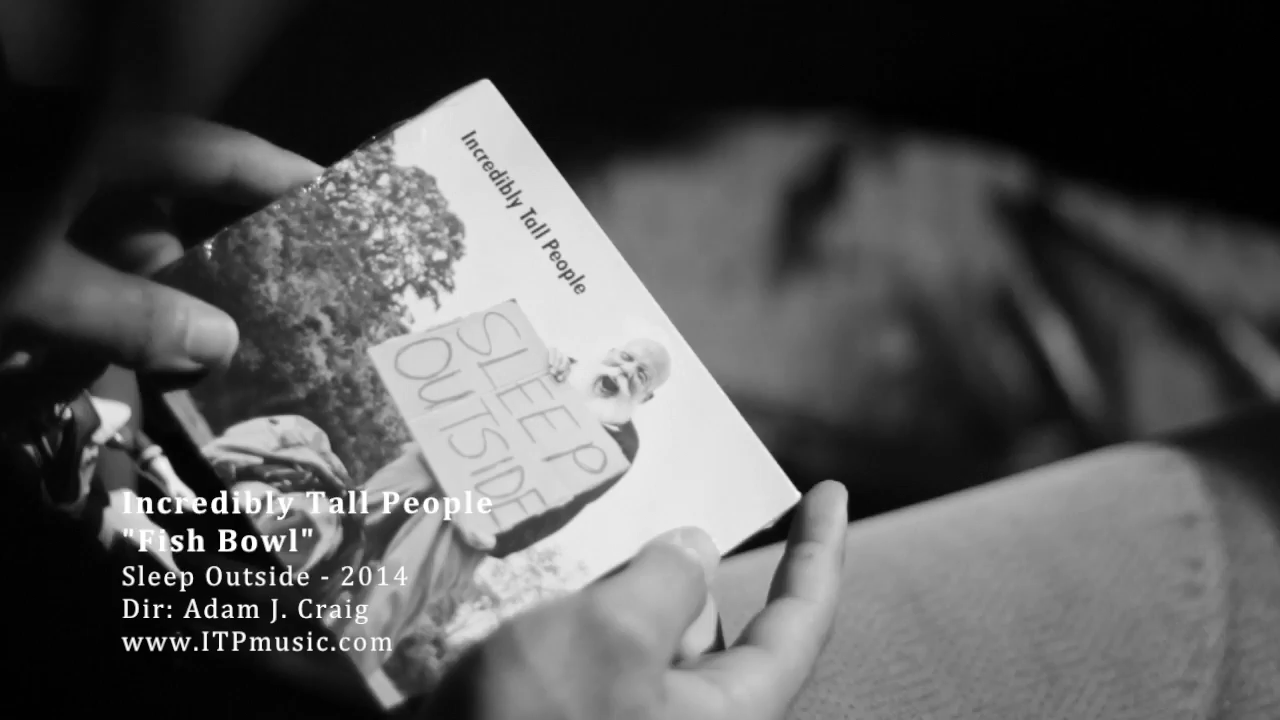 Incredibly Tall People
SLEEP
OUTSIDE
Incredibly Tall People
"Fish Bowl"
Sleep Outside - 2014
Dir: Adam J. Craig
www.ITPmusic.com